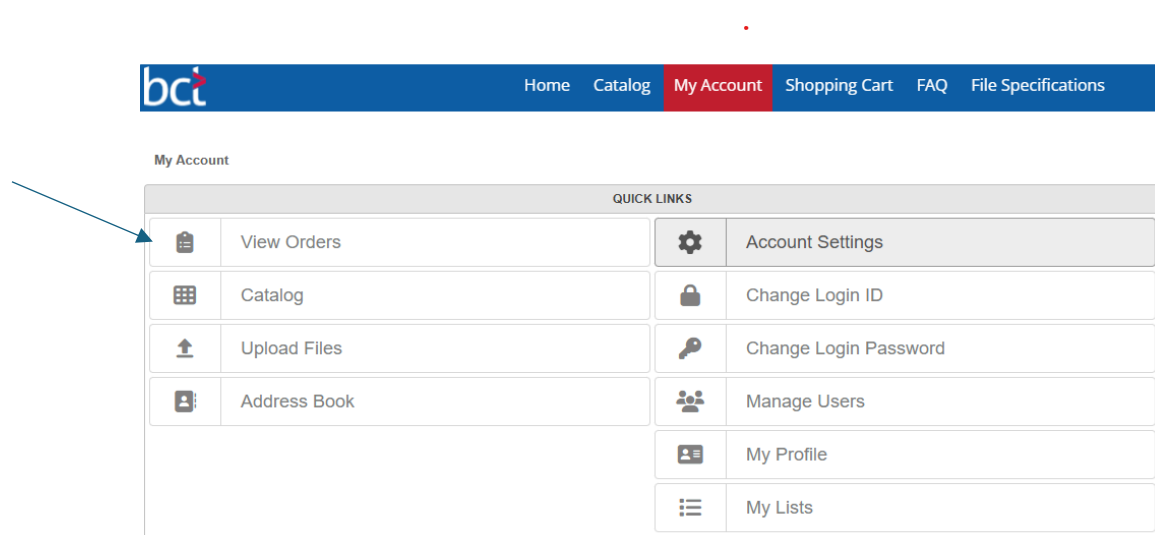 bci
Home Catalog My Account Shopping Cart FAQ File Specifications
My Account
QUICK LINKS
View Orders
Account Settings
Catalog
Change Login ID
Upload Files
Change Login Password
Address Book
Manage Users
My Profile
My Lists